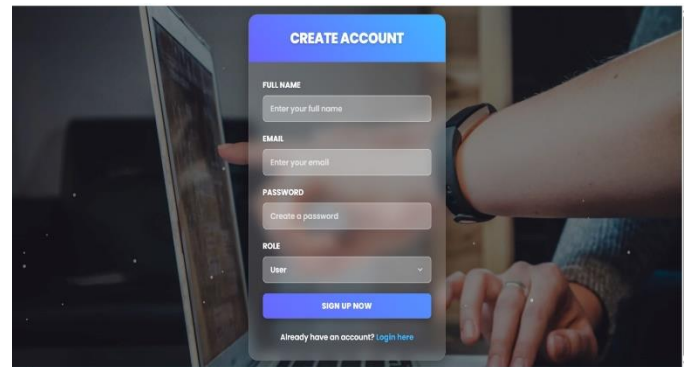 CREATE ACCOUNT
FULL NAME
Enter your full name
EMAIL
Enter your email
PASSWORD
Create a password
ROLE
User
SIGN UP NOW
Already have an account? Login here